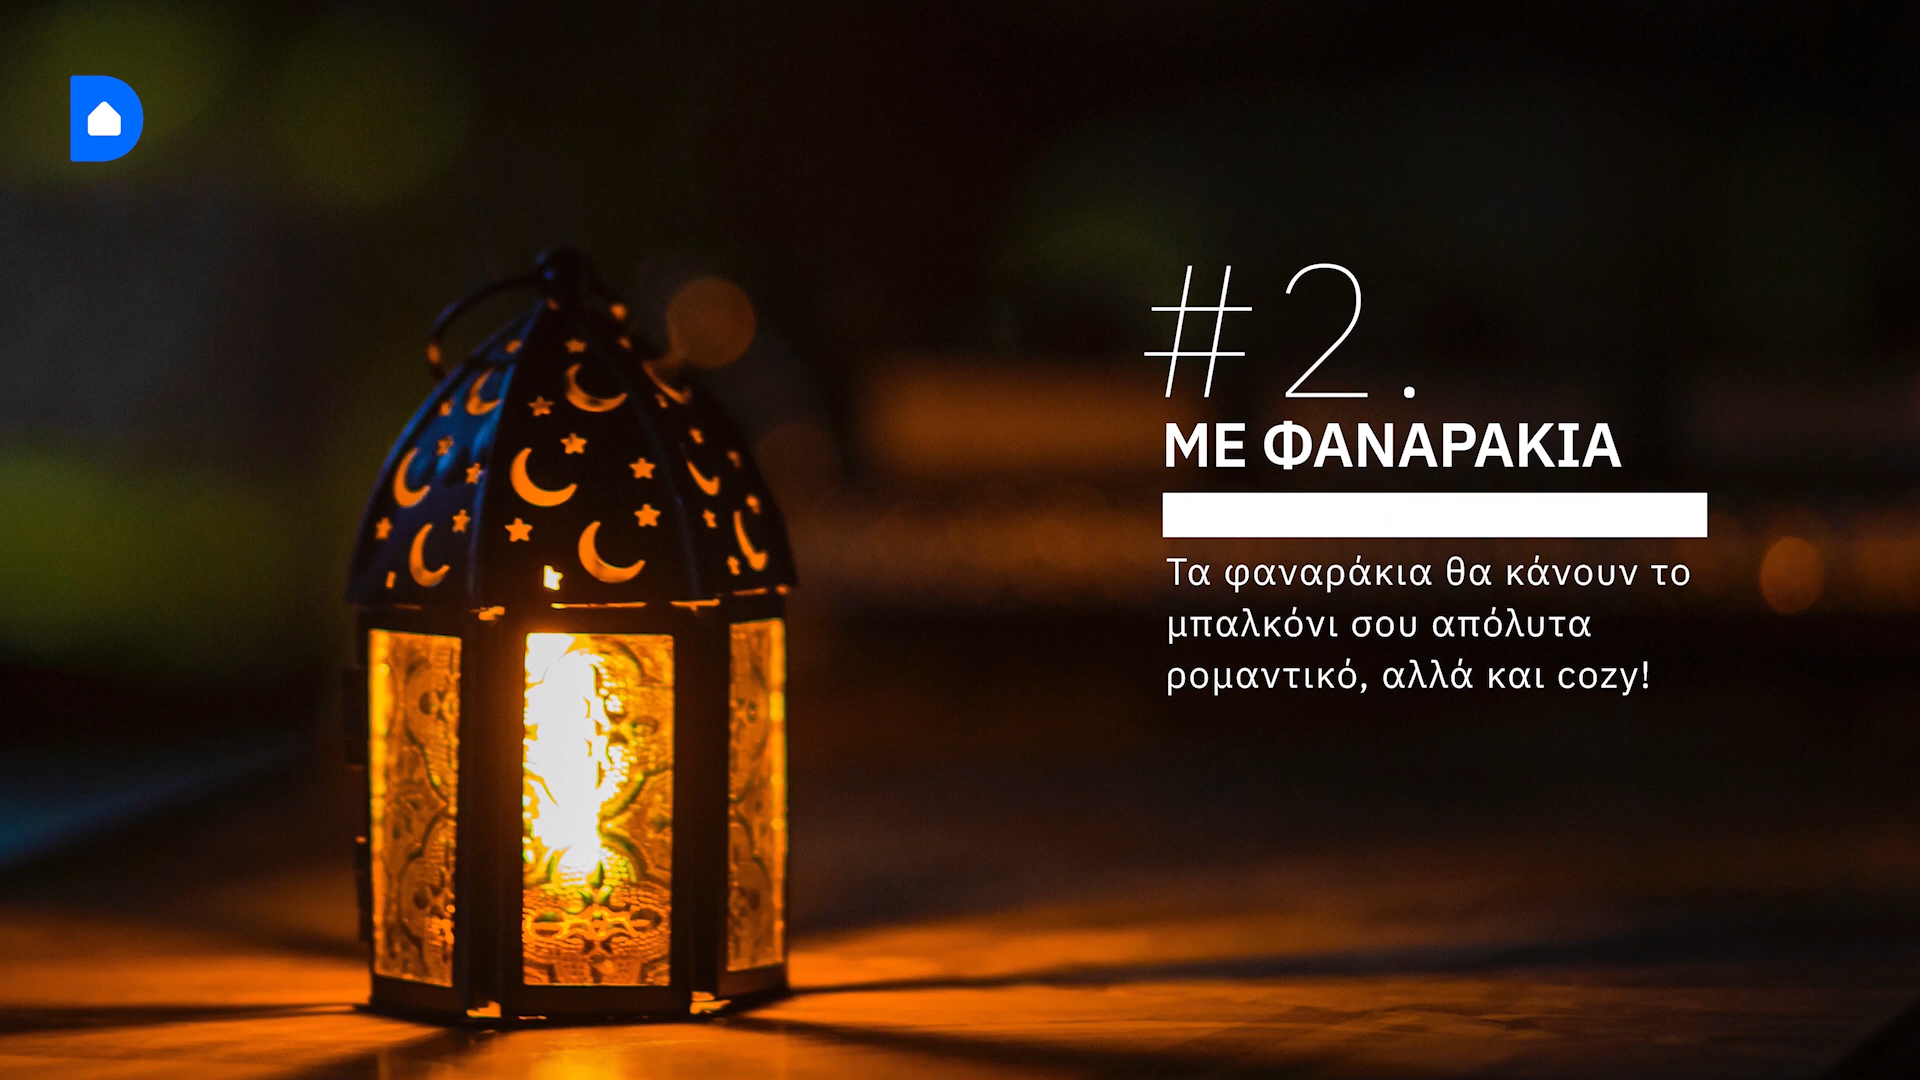 #2.
ΜΕ ΦΑΝΑΡΑΚΙΑ
Τα φαναράκια θα κάνουν το
μπαλκόνι σου απόλυτα
ρομαντικό, αλλά και cozy!